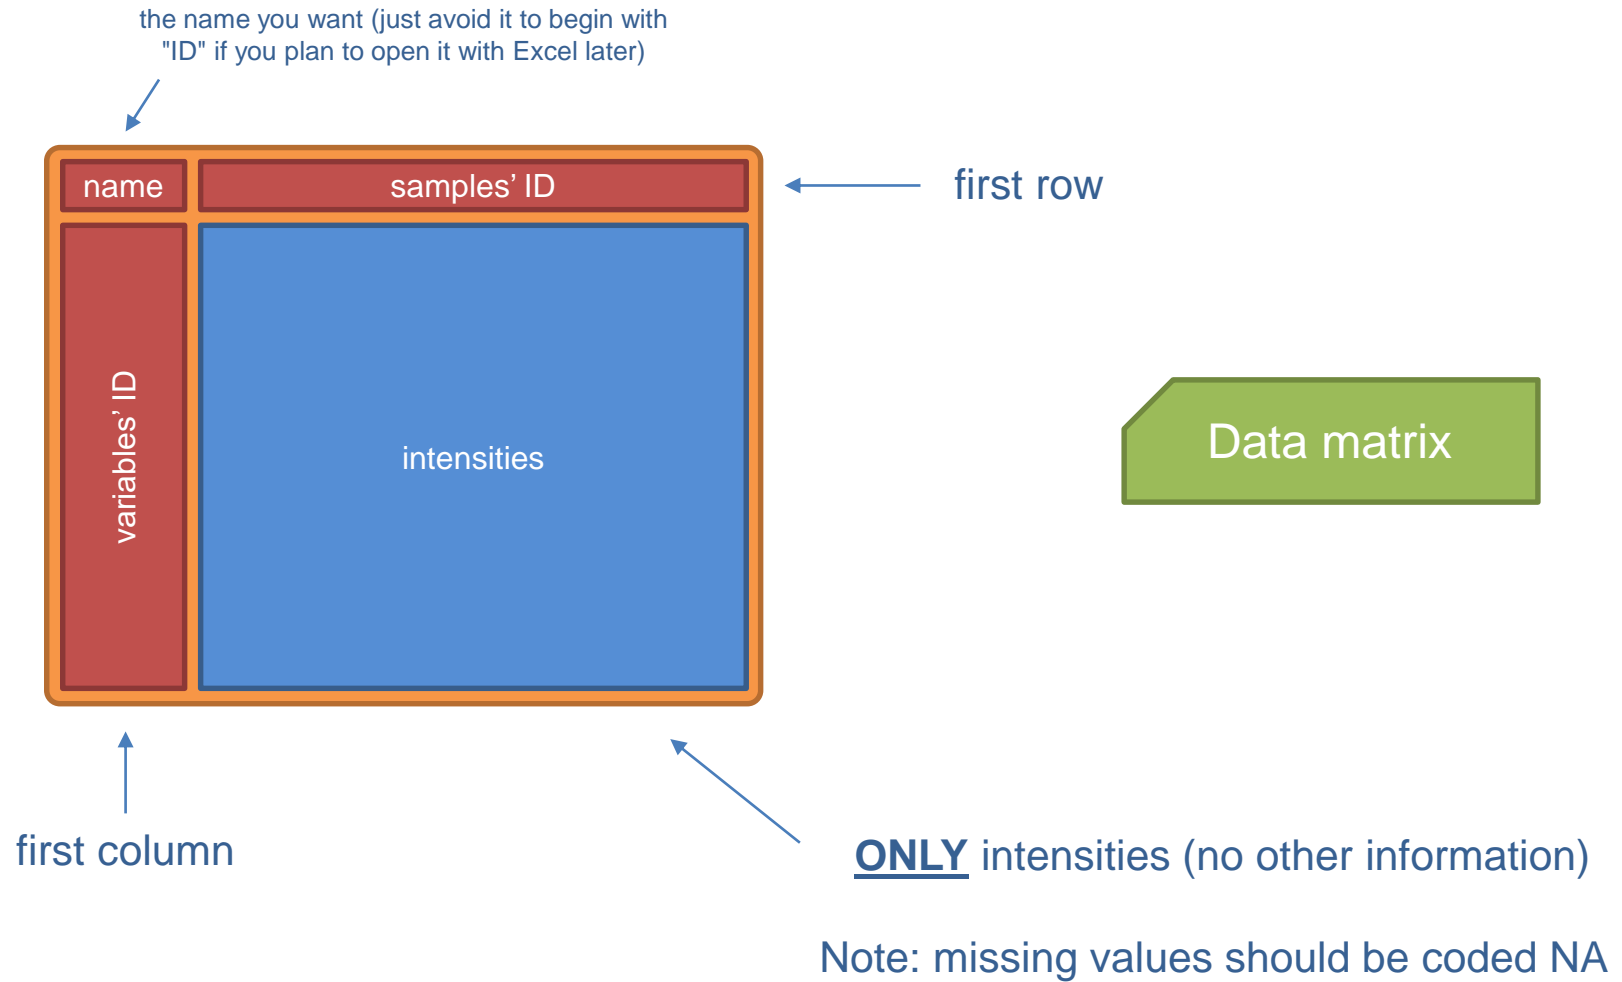 the name you want (just avoid it to begin with
"ID" if you plan to open it with Excel later)
name
samples’ ID
first row
variables’ ID
intensities
Data matrix
first column
ONLY intensities (no other information)
Note: missing values should be coded NA